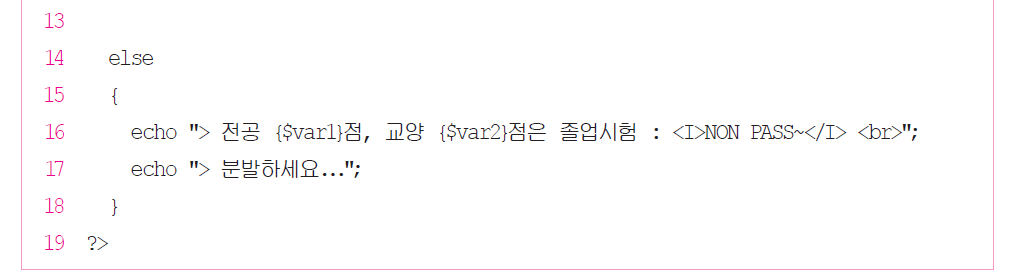 13
14 else
15 {
16 echo "> 전공 {$var1}점, 교양 {$var2}점은 졸업시험 : <I>NON PASS~</I> <br>";
17 echo "> 분발하세요...";
18 }
19 ?>